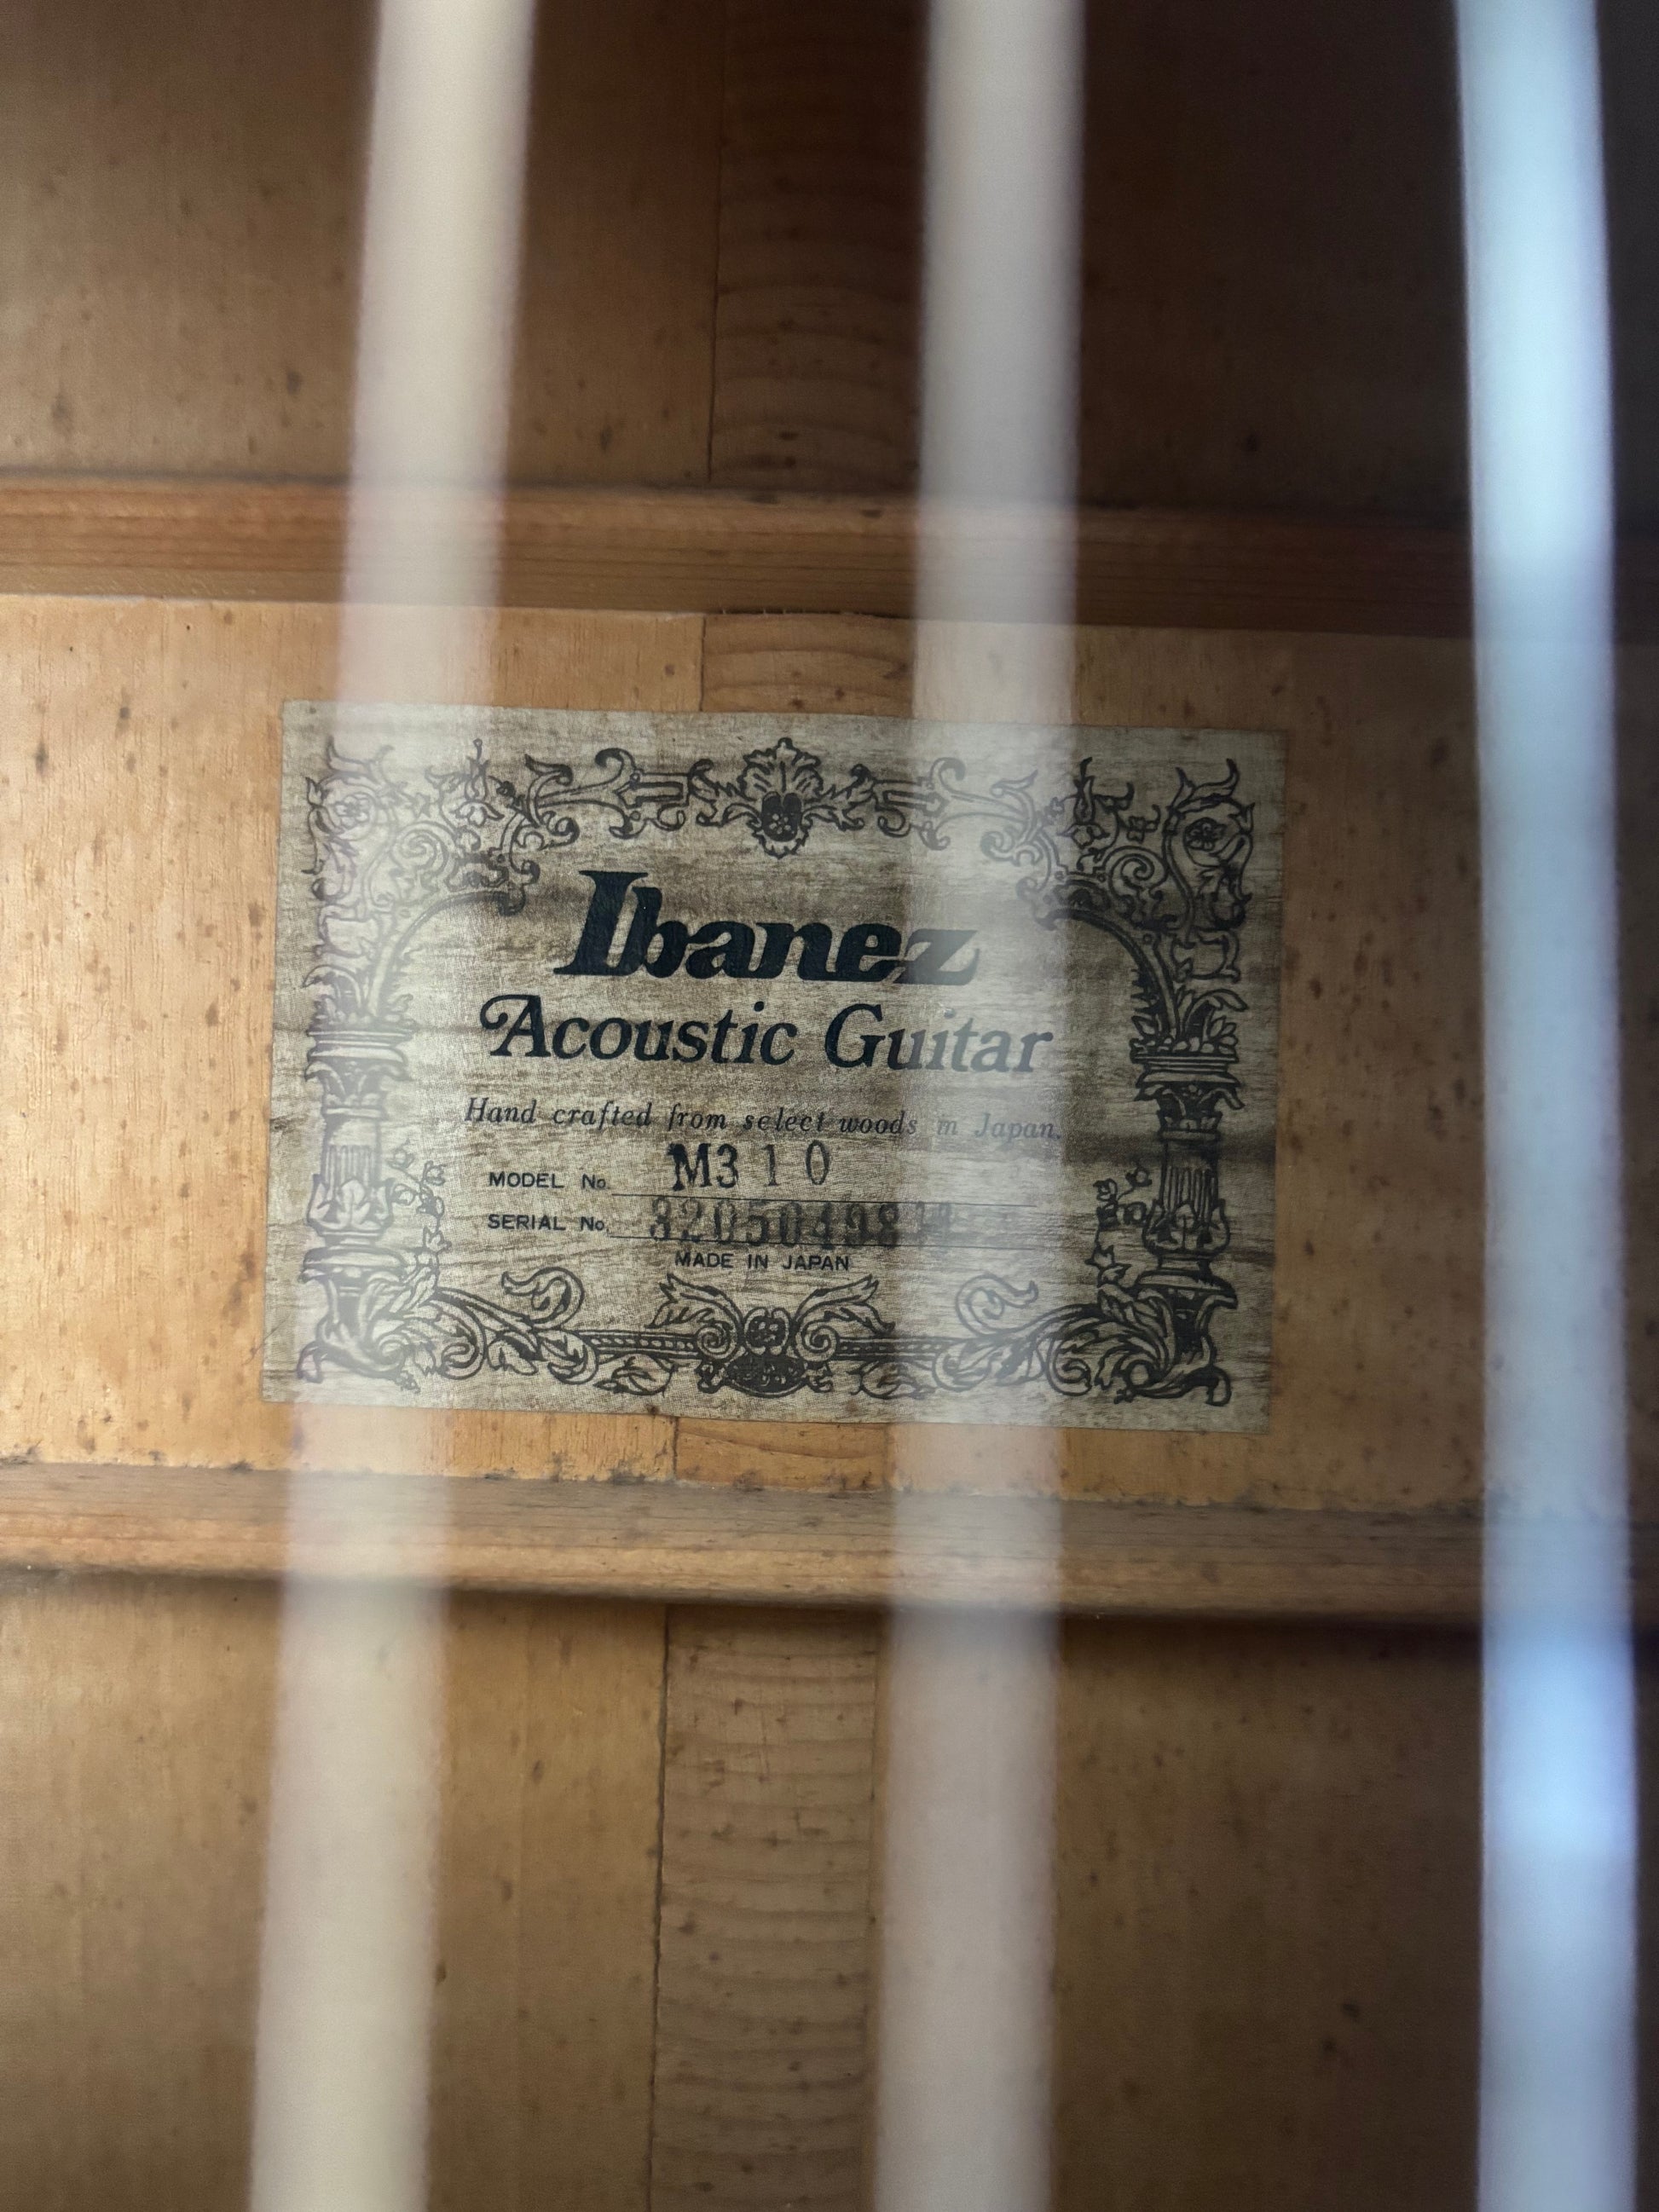 Ibanez
Acoustic Guitar
Hand crafted from select woods in Japan.
MODEL No. M310
SERIAL No.
MADE IN JAPAN